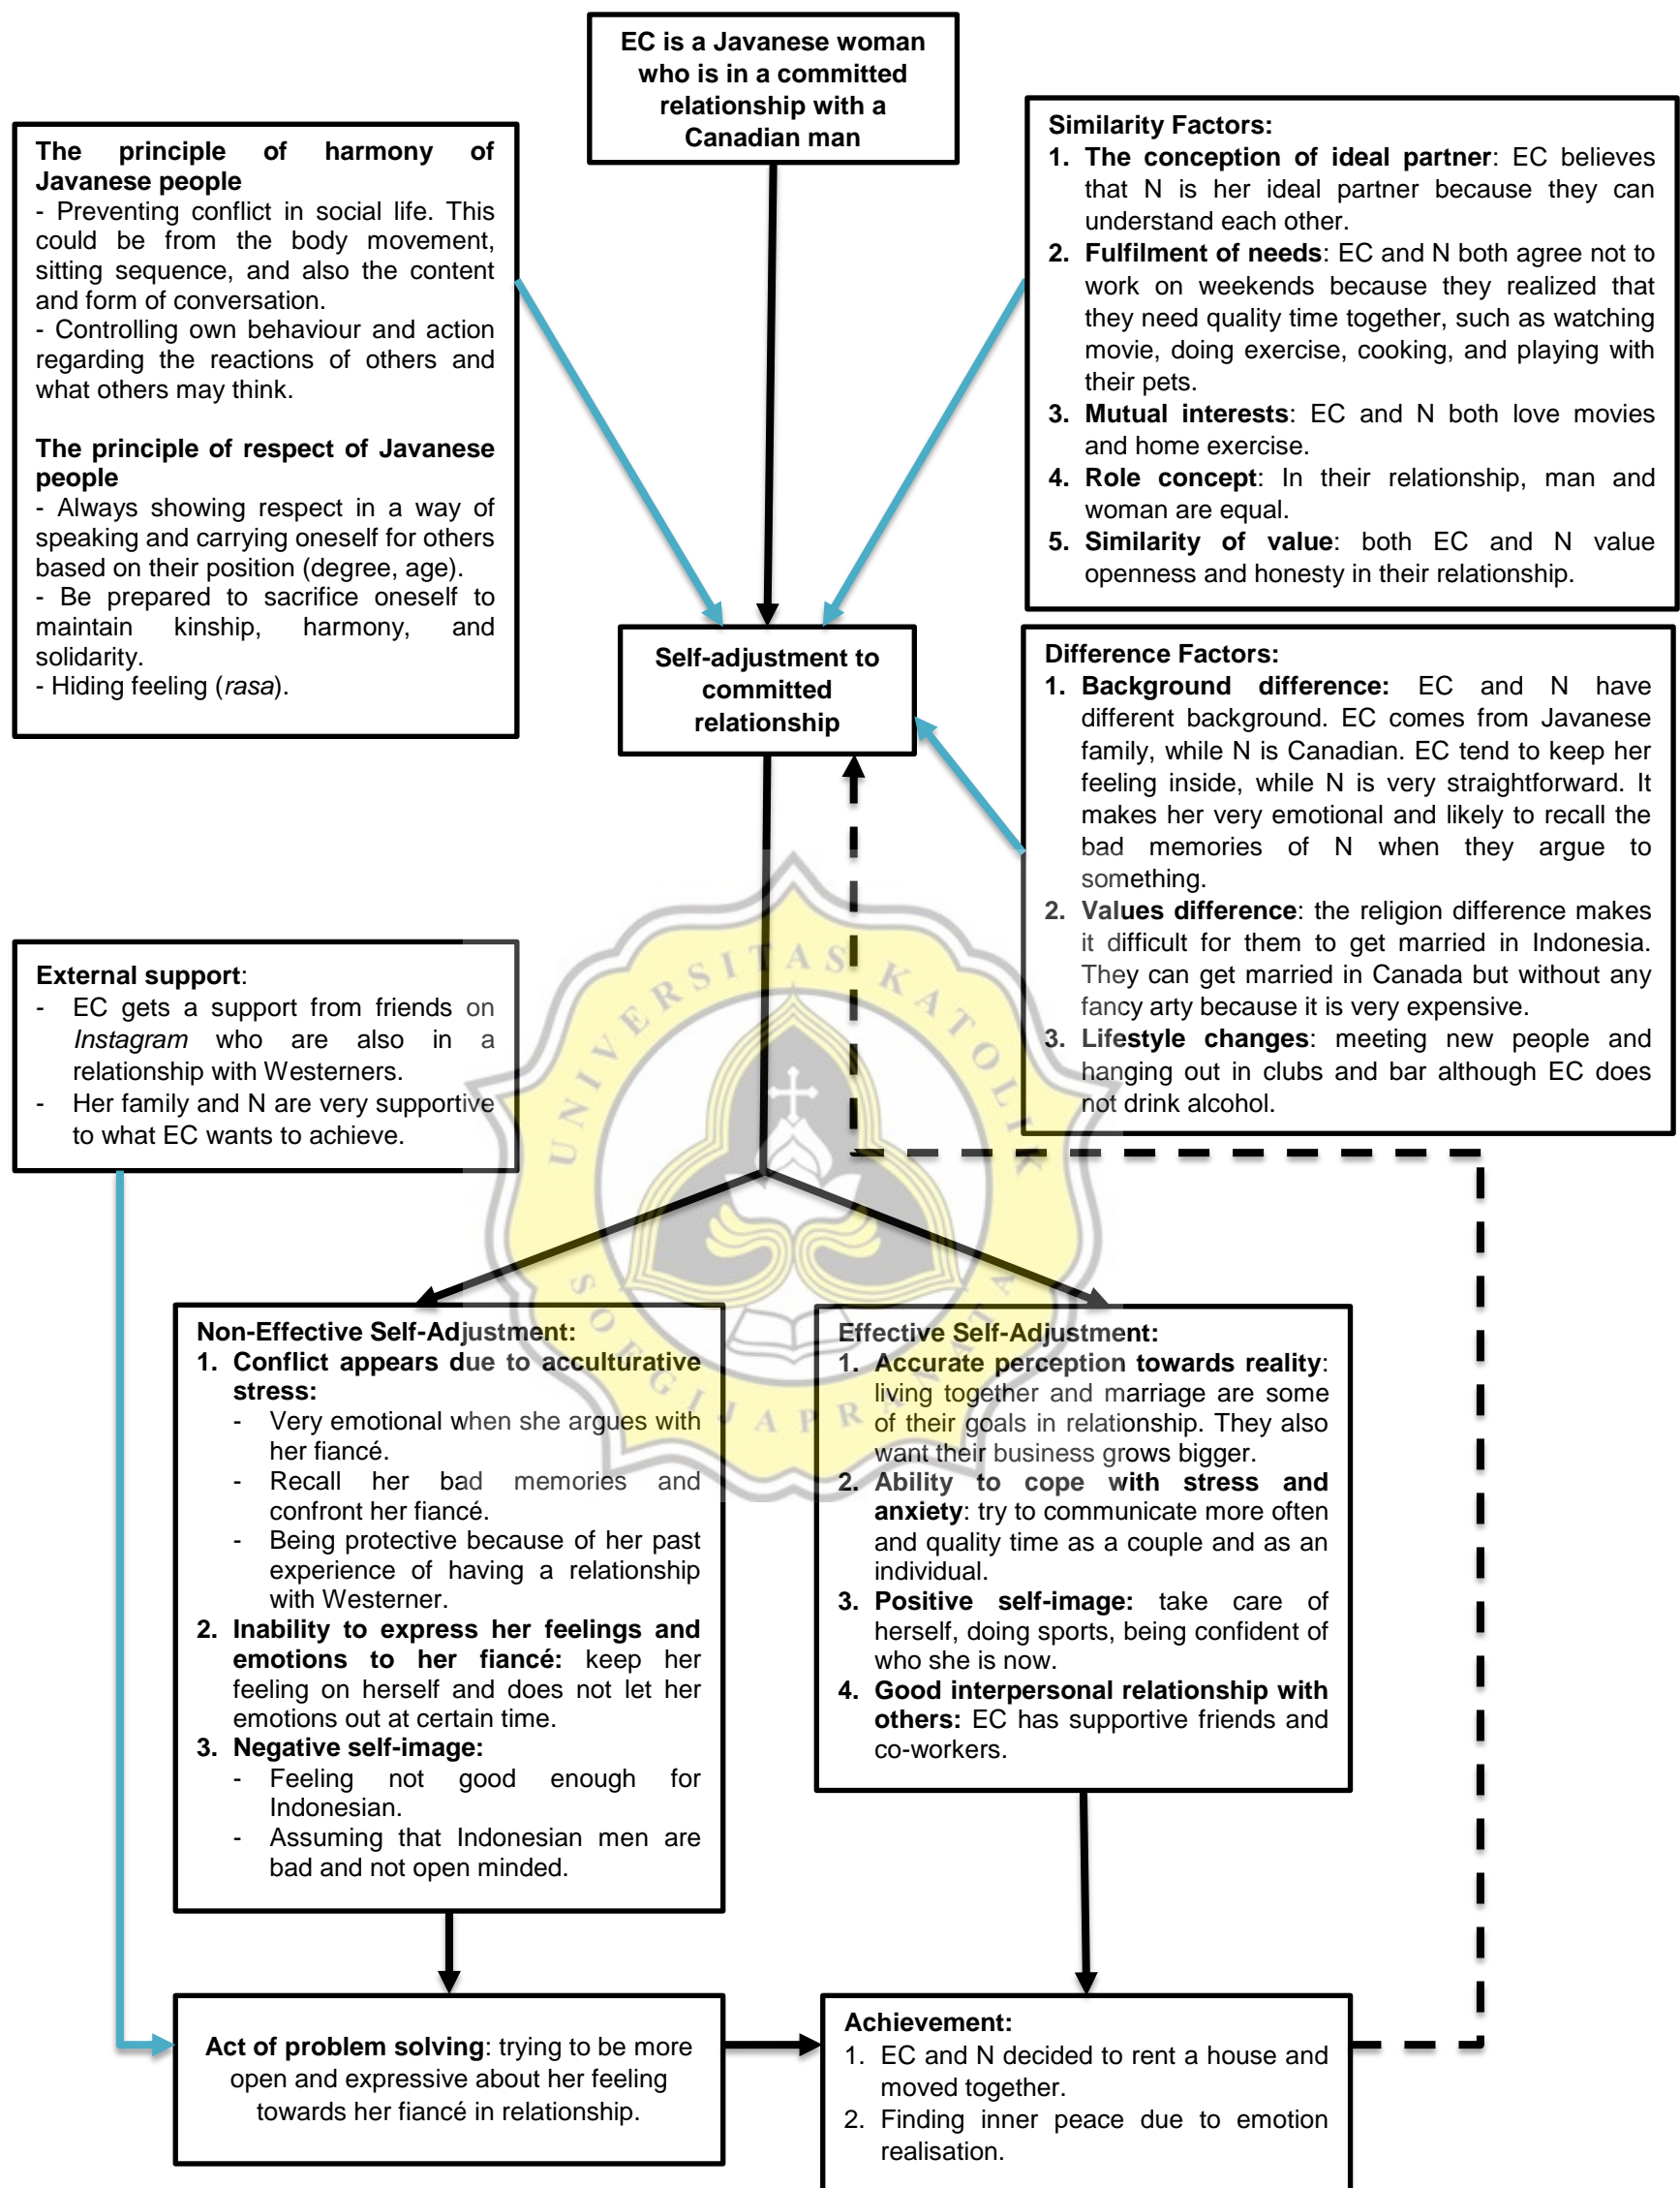 EC is a Javanese woman
who is in a committed
relationship with a
Canadian man
The principle of harmony of
Javanese people
- Preventing conflict in social life. This
could be from the body movement,
sitting sequence, and also the content
and form of conversation.
- Controlling own behaviour and action
regarding the reactions of others and
what others may think.
The principle of respect of Javanese
people
- Always showing respect in a way of
speaking and carrying oneself for others
based on their position (degree, age).
- Be prepared to sacrifice oneself to
maintain kinship, harmony, and
solidarity.
- Hiding feeling (rasa).
Similarity Factors:
1. The conception of ideal partner: EC believes
that N is her ideal partner because they can
understand each other.
2. Fulfilment of needs: EC and N both agree not to
work on weekends because they realized that
they need quality time together, such as watching
movie, doing exercise, cooking, and playing with
their pets.
3. Mutual interests: EC and N both love movies
and home exercise.
4. Role concept: In their relationship, man and
woman are equal.
5. Similarity of value: both EC and N value
openness and honesty in their relationship.
Self-adjustment to
committed
relationship
Difference Factors:
1. Background difference: EC and N have
different background. EC comes from Javanese
family, while N is Canadian. EC tend to keep her
feeling inside, while N is very straightforward. It
makes her very emotional and likely to recall the
bad memories of N when they argue to
something.
2. Values difference: the religion difference makes
it difficult for them to get married in Indonesia.
They can get married in Canada but without any
fancy arty because it is very expensive.
3. Lifestyle changes: meeting new people and
hanging out in clubs and bar although EC does
not drink alcohol.
External support:
- EC gets a support from friends on
Instagram who are also in a
relationship with Westerners.
- Her family and N are very supportive
to what EC wants to achieve.
UNIVERSITAS KATOLIK
SOEGIJAPRANATA
Non-Effective Self-Adjustment:
1. Conflict appears due to acculturative
stress:
- Very emotional when she argues with
her fiancé.
- Recall her bad memories and
confront her fiancé.
- Being protective because of her past
experience of having a relationship
with Westerner.
2. Inability to express her feelings and
emotions to her fiancé: keep her
feeling on herself and does not let her
emotions out at certain time.
3. Negative self-image:
- Feeling not good enough for
Indonesian.
- Assuming that Indonesian men are
bad and not open minded.
Effective Self-Adjustment:
1. Accurate perception towards reality:
living together and marriage are some
of their goals in relationship. They also
want their business grows bigger.
2. Ability to cope with stress and
anxiety: try to communicate more often
and quality time as a couple and as an
individual.
3. Positive self-image: take care of
herself, doing sports, being confident of
who she is now.
4. Good interpersonal relationship with
others: EC has supportive friends and
co-workers.
Act of problem solving: trying to be more
open and expressive about her feeling
towards her fiancé in relationship.
Achievement:
1. EC and N decided to rent a house and
moved together.
2. Finding inner peace due to emotion
realisation.